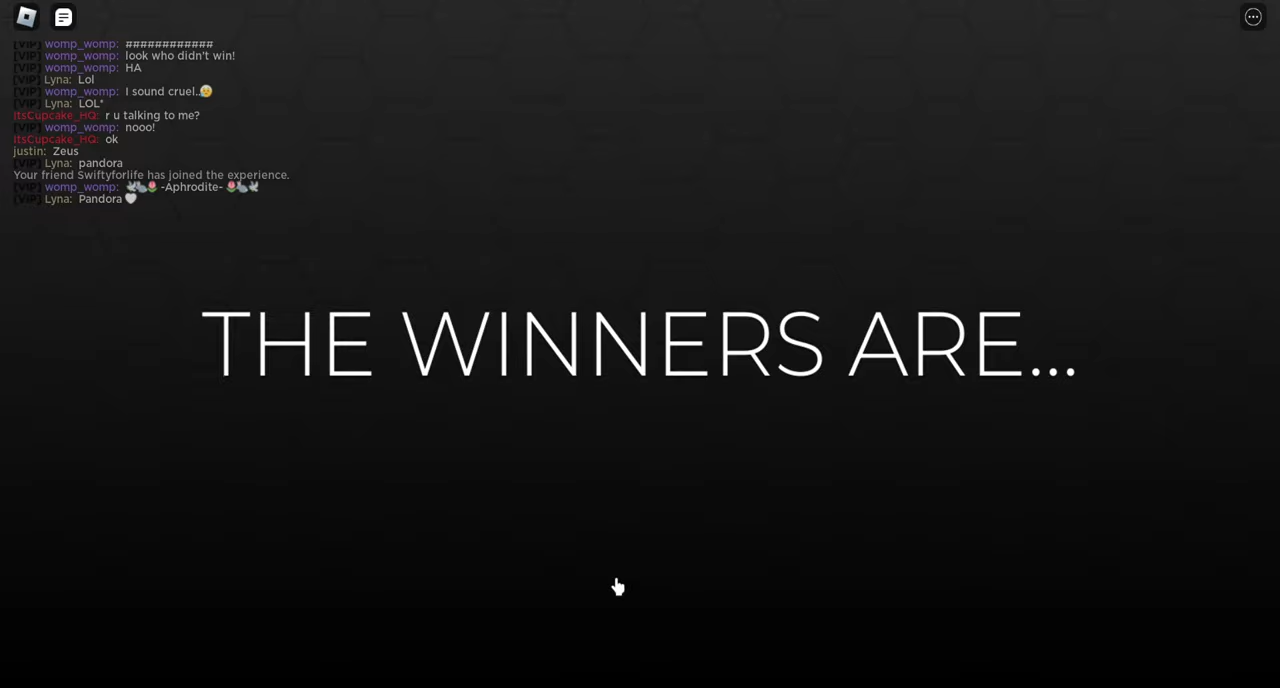 [VIP] womp_womp: ############
[VIP] womp_womp: look who didn't win!
[VIP] womp_womp: HA
[VIP] Lyna: Lol
[VIP] womp_womp: I sound cruel..😥
[VIP] Lyna: LOL*
ItsCupcake_HQ: r u talking to me?
[VIP] womp_womp: nooo!
ItsCupcake_HQ: ok
justin: Zeus
[VIP] Lyna: pandora
Your friend Swiftyforlife has joined the experience.
[VIP] womp_womp: 🕊️🐇🌷 -Aphrodite- 🌷🐇🕊️
[VIP] Lyna: Pandora 🤍
THE WINNERS ARE...